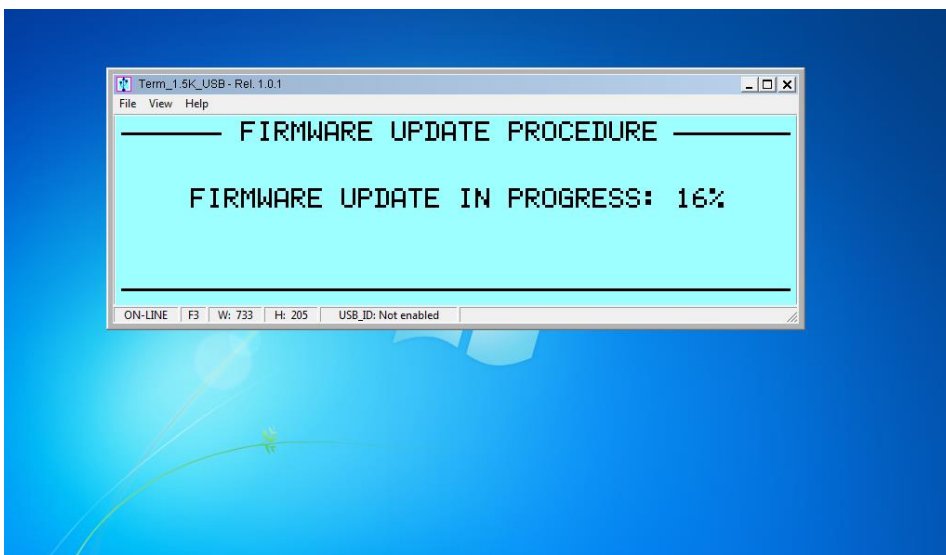 Term_1.5K_USB - Rel. 1.0.1
File View Help
FIRMWARE UPDATE PROCEDURE
FIRMWARE UPDATE IN PROGRESS: 16%
ON-LINE F3 W: 733 H: 205 USB_ID: Not enabled